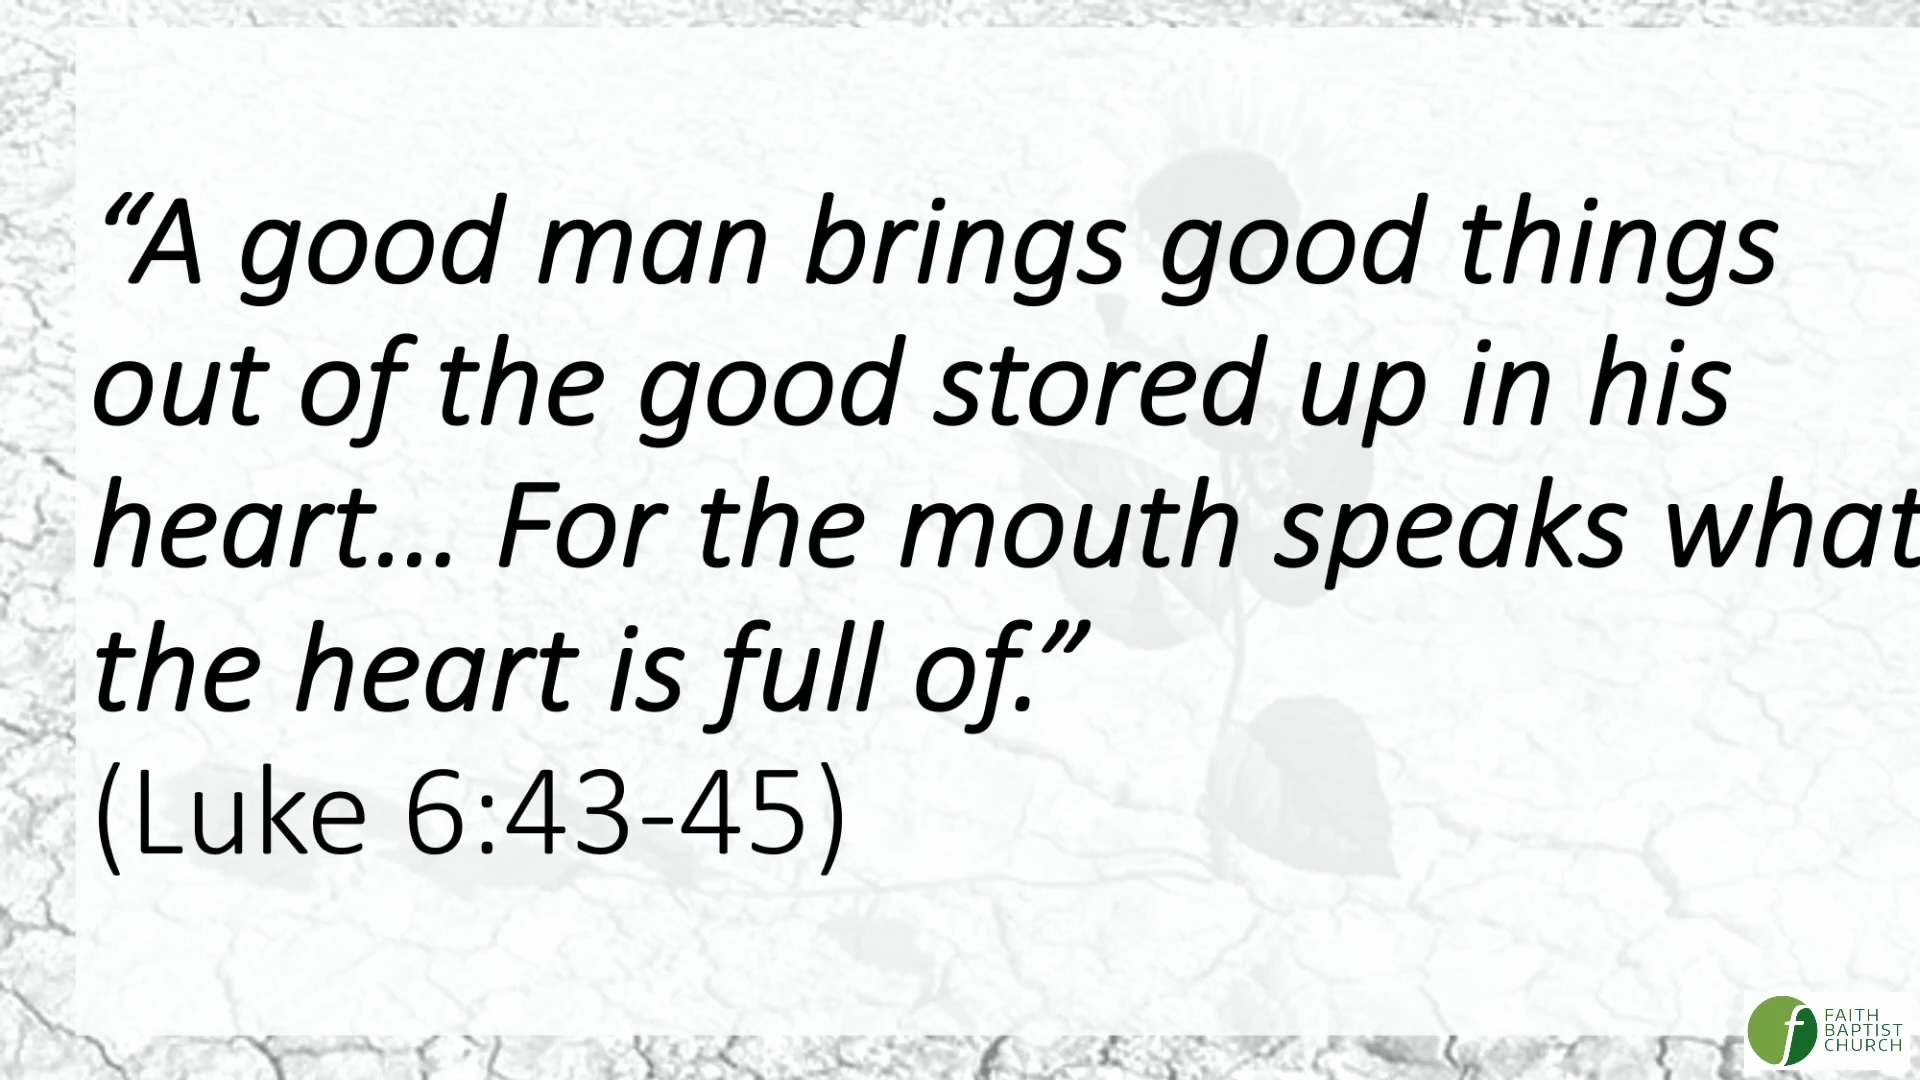 “A good man brings good things
out of the good stored up in his
heart… For the mouth speaks what
the heart is full of.”
(Luke 6:43-45)
f
FAITH
BAPTIST
CHURCH